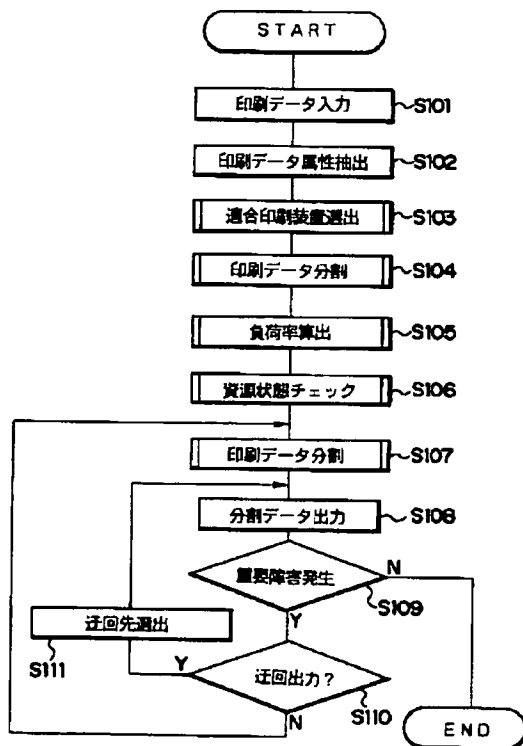 START
印刷データ入力 S101
印刷データ属性抽出 S102
適合印刷装置選出 S103
印刷データ分割 S104
負荷率算出 S105
資源状態チェック S106
印刷データ分割 S107
分割データ出力 S108
重要障害発生 N
S109
Y
迂回先選出
S111
Y
迂回出力?
S110
N
END